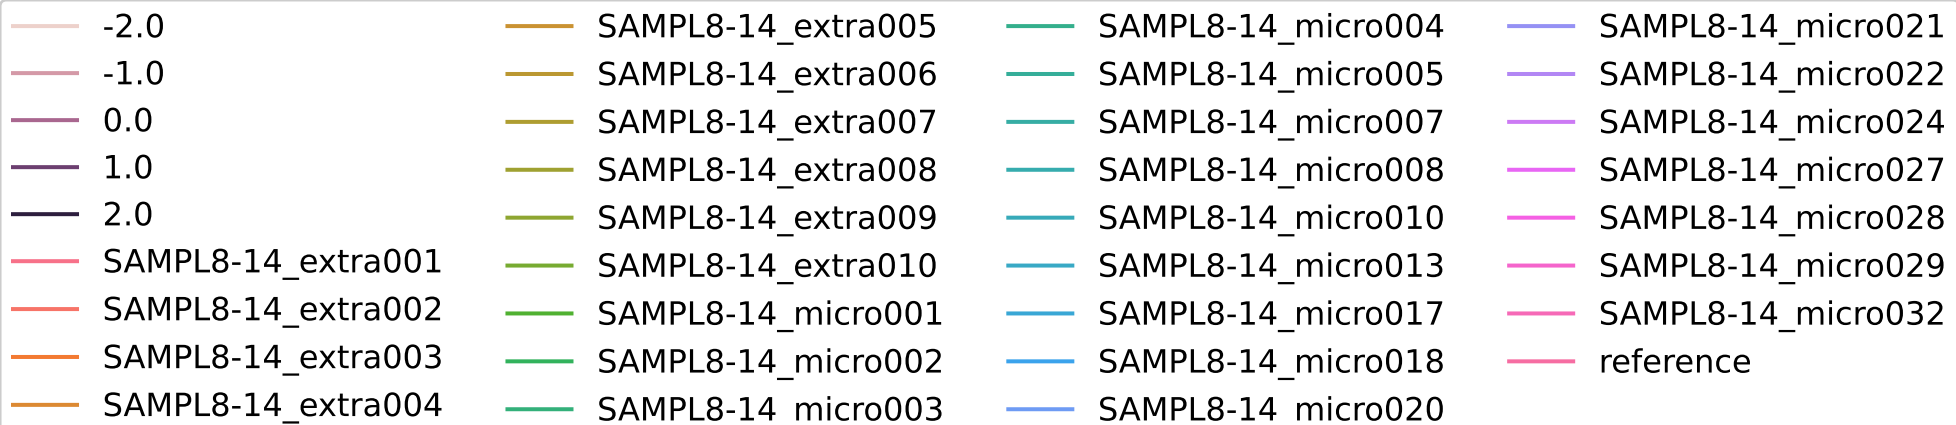 -2.0
-1.0
0.0
1.0
2.0
SAMPL8-14_extra001
SAMPL8-14_extra002
SAMPL8-14_extra003
SAMPL8-14_extra004
SAMPL8-14_extra005
SAMPL8-14_extra006
SAMPL8-14_extra007
SAMPL8-14_extra008
SAMPL8-14_extra009
SAMPL8-14_extra010
SAMPL8-14_micro001
SAMPL8-14_micro002
SAMPL8-14_micro003
SAMPL8-14_micro004
SAMPL8-14_micro005
SAMPL8-14_micro007
SAMPL8-14_micro008
SAMPL8-14_micro010
SAMPL8-14_micro013
SAMPL8-14_micro017
SAMPL8-14_micro018
SAMPL8-14_micro020
SAMPL8-14_micro021
SAMPL8-14_micro022
SAMPL8-14_micro024
SAMPL8-14_micro027
SAMPL8-14_micro028
SAMPL8-14_micro029
SAMPL8-14_micro032
reference